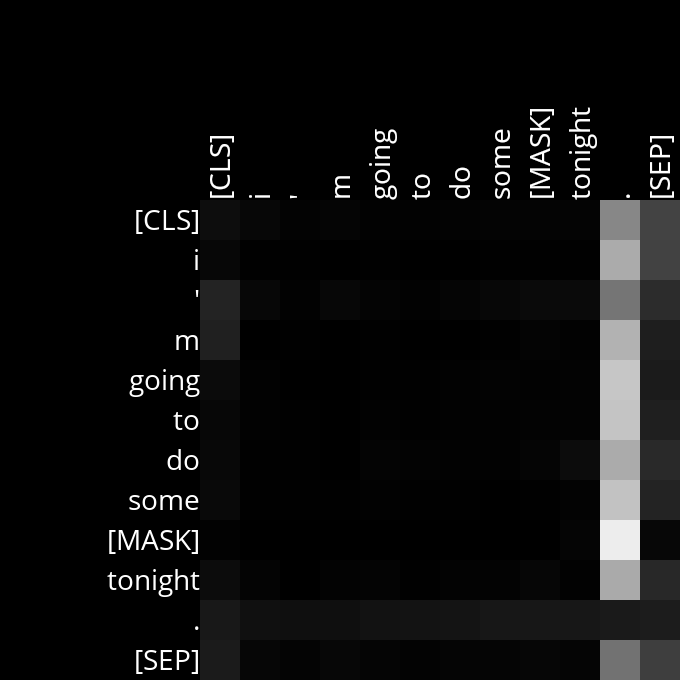 [CLS] i ' m going to do some [MASK] tonight . [SEP]
[CLS]
i
'
m
going
to
do
some
[MASK]
tonight
.
[SEP]